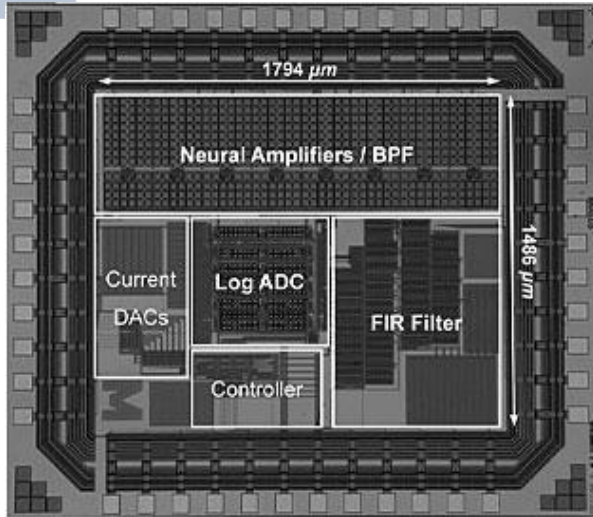 1794 µm
Neural Amplifiers / BPF
1486 µm
Current
DACs
Log ADC
FIR Filter
Controller
M